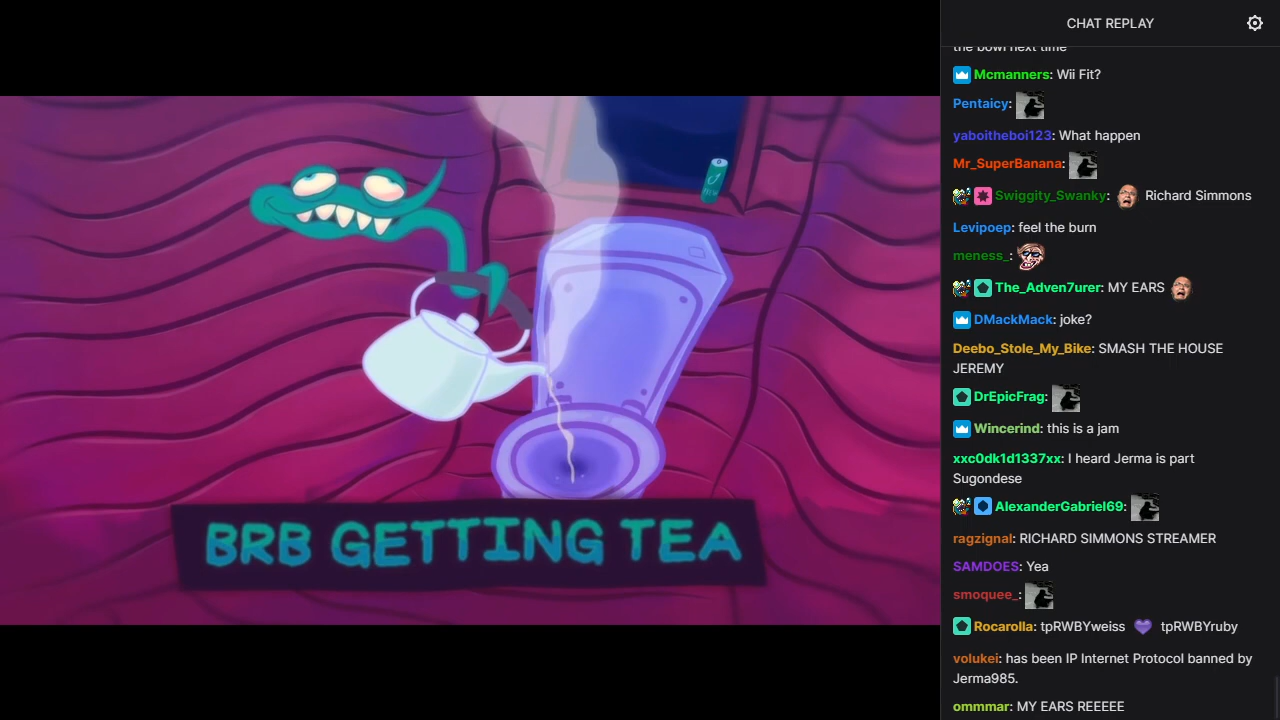 CHAT REPLAY
the bowl next time
Mcmanners: Wii Fit?
Pentaicy:
yaboitheboi123: What happen
Mr_SuperBanana:
Swiggity_Swanky: Richard Simmons
Levipoep: feel the burn
meness_:
The_Adven7urer: MY EARS
DMackMack: joke?
Deebo_Stole_My_Bike: SMASH THE HOUSE
JEREMY
DrEpicFrag:
Wincerind: this is a jam
xxc0dk1d1337xx: I heard Jerma is part
Sugondese
AlexanderGabriel69:
ragzignal: RICHARD SIMMONS STREAMER
SAMDOES: Yea
smoquee_:
Rocarolla: tpRWBYweiss tpRWBYruby
volukei: has been IP Internet Protocol banned by
Jerma985.
ommmar: MY EARS REEEEE
BRB GETTING TEA